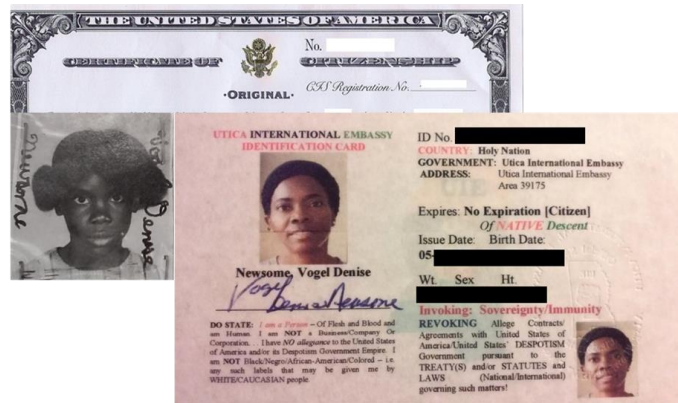 THE UNITED STATES OF AMERICA
No.
CERTIFICATE OF CITIZENSHIP
·ORIGINAL·
CIS Registration No.
Vogel Denise
Newsome
UTICA INTERNATIONAL EMBASSY
IDENTIFICATION CARD
Newsome, Vogel Denise
Vogel Denise Newsome
DO STATE: I am a Person – Of Flesh and Blood and
am Human. I am NOT a Business/Company Or
Corporation. . . I have NO allegiance to the United States
of America and/or its Despotism Government Empire. I
am NOT Black/Negro/African-American/Colored – i.e.
any such labels that may be given me by
WHITE/CAUCASIAN people.
ID No.
COUNTRY: Holy Nation
GOVERNMENT: Utica International Embassy
ADDRESS: Utica International Embassy
Area 39175
Expires: No Expiration [Citizen]
Of NATIVE Descent
Issue Date: Birth Date:
05-
Wt. Sex Ht.
Invoking: Sovereignty/Immunity
REVOKING Allege Contracts/
Agreements with United States of
America/United States' DESPOTISM
Government pursuant to the
TREATY(S) and/or STATUTES and
LAWS (National/International)
governing such matters!